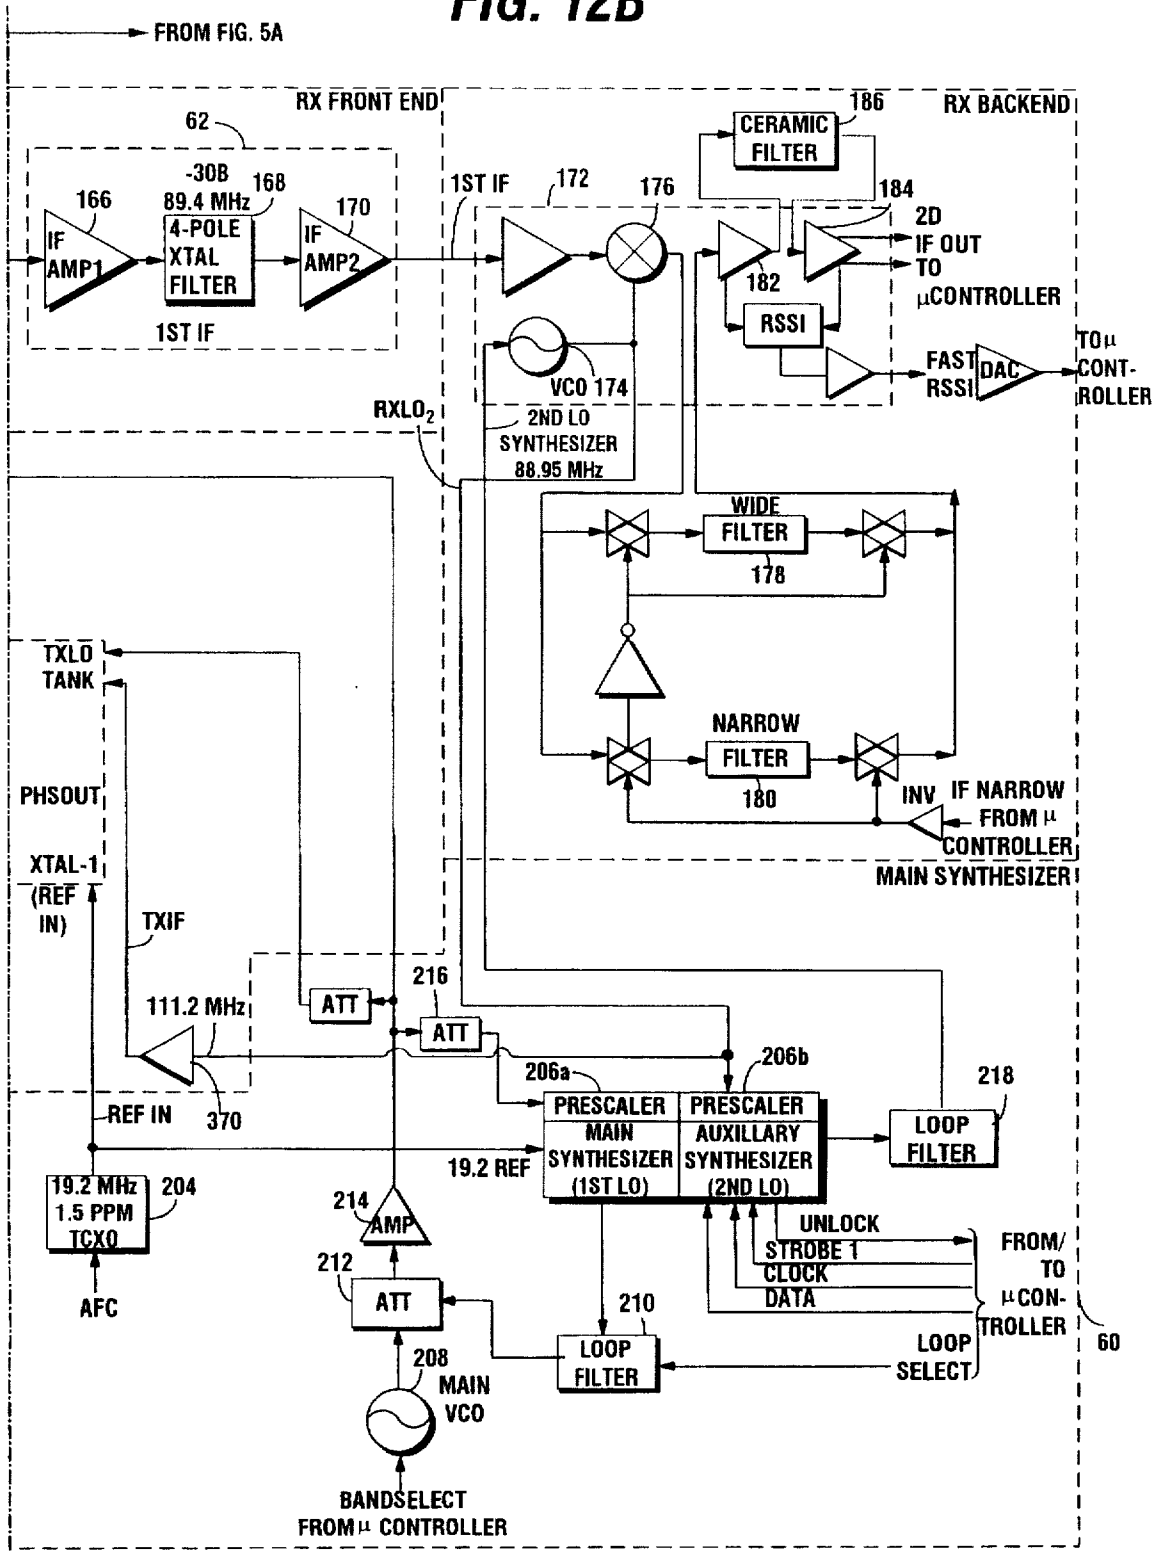 FIG. 12B
FROM FIG. 5A
RX FRONT END
RX BACKEND
62
186
CERAMIC
FILTER
-30B
89.4 MHz
168
166
170
IF
AMP1
4-POLE
XTAL
FILTER
IF
AMP2
1ST IF
1ST IF
172
176
184
182
2D
IF OUT
TO
μCONTROLLER
RSSI
VCO 174
FAST
RSSI
DAC
TO μ
CONT-
ROLLER
RXLO2
2ND LO
SYNTHESIZER
88.95 MHz
WIDE
FILTER
178
NARROW
FILTER
180
INV
IF NARROW
FROM μ
CONTROLLER
TXLO
TANK
PHSOUT
XTAL-1
(REF
IN)
TXIF
MAIN SYNTHESIZER
111.2 MHz
ATT
216
ATT
370
REF IN
206a
206b
PRESCALER
PRESCALER
MAIN
SYNTHESIZER
(1ST LO)
AUXILLARY
SYNTHESIZER
(2ND LO)
218
LOOP
FILTER
19.2 REF
19.2 MHz
1.5 PPM
TCXO
204
AFC
214
AMP
212
ATT
UNLOCK
STROBE 1
CLOCK
DATA
FROM/
TO
μCON-
TROLLER
60
LOOP
SELECT
210
LOOP
FILTER
208
MAIN
VCO
BANDSELECT
FROM μ CONTROLLER